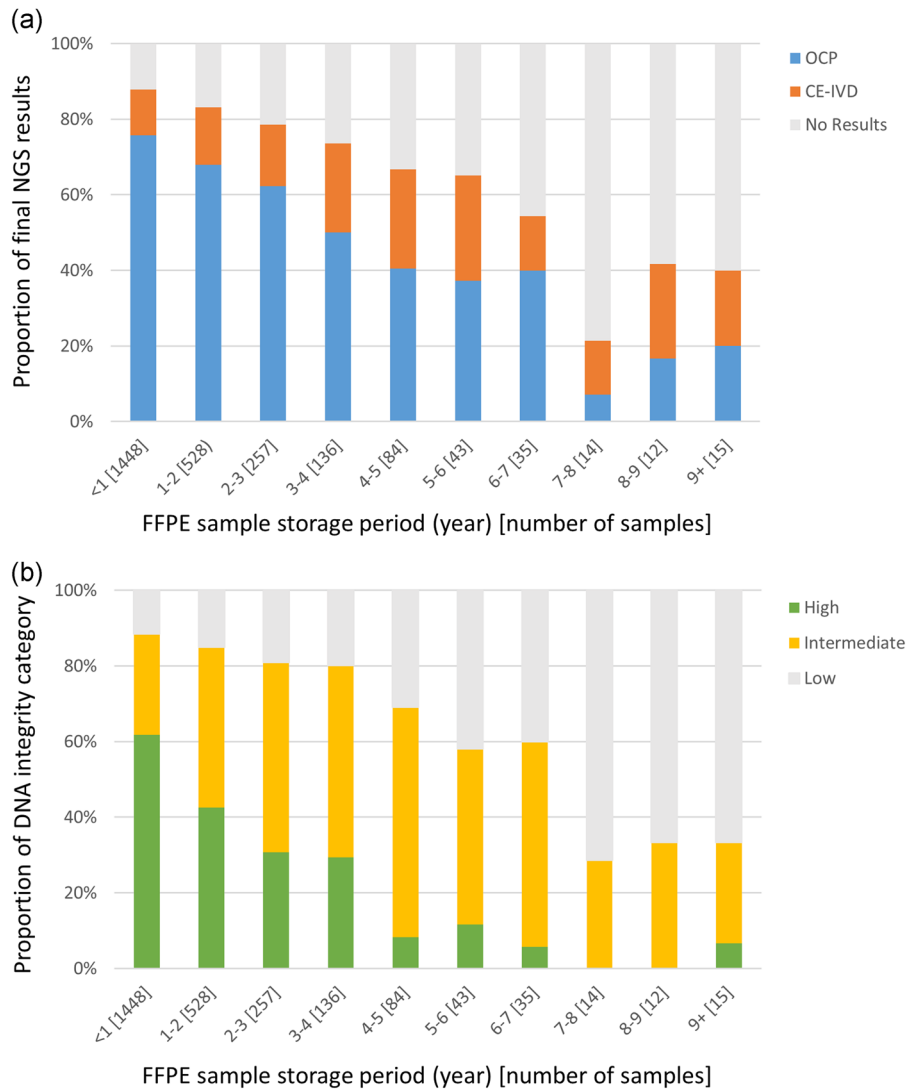 (a)
Proportion of final NGS results
100%
80%
60%
40%
20%
0%
OCP
CE-IVD
No Results
<1 [1448]
1-2 [528)
2-3 [257]
3-4 [136]
4-5 [84]
5-6 [43]
6-7 [35]
7-8 [14]
8-9 [12]
9+ [15]
FFPE sample storage period (year) [number of samples]
(b)
Proportion of DNA integrity category
100%
80%
60%
40%
20%
0%
High
Intermediate
Low
<1 [1448]
1-2 [528]
2-3 [257]
3-4 [136]
4-5 [84]
5-6 [43]
6-7 [35]
7-8 [14]
8-9 [12]
9+ [15]
FFPE sample storage period (year) [number of samples]